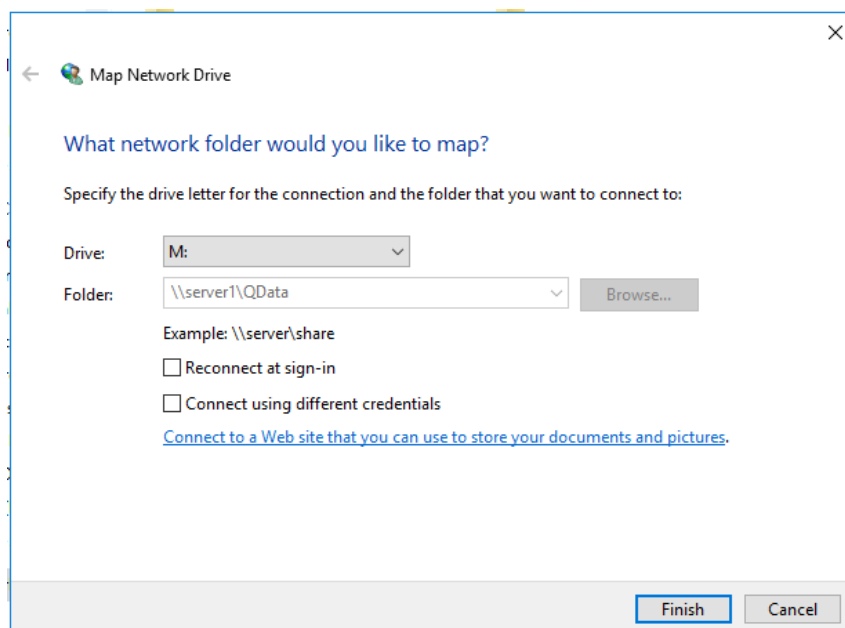 Map Network Drive
What network folder would you like to map?
Specify the drive letter for the connection and the folder that you want to connect to:
Drive: M:
Folder: \\server1\QData Browse...
Example: \\server\share
Reconnect at sign-in
Connect using different credentials
Connect to a Web site that you can use to store your documents and pictures.
Finish Cancel